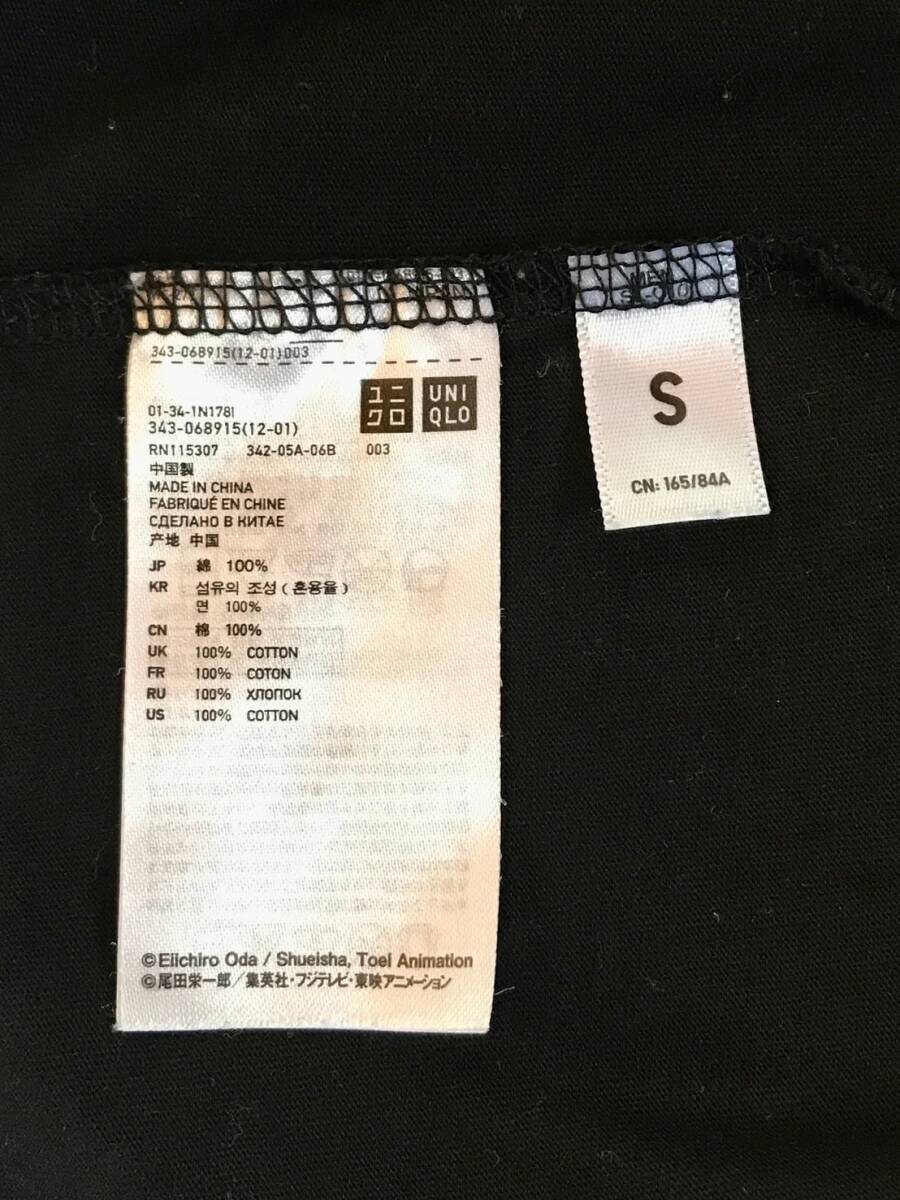 343-068915(12-01)003
ユニ
クロ
UNI
QLO
01-34-1N178I
343-068915(12-01)
RN115307 342-05A-06B 003
中国製
MADE IN CHINA
FABRIQUÉ EN CHINE
СДЕЛАНО В КИТАЕ
产地 中国
JP 綿 100%
KR 섬유의 조성 ( 혼용율 )
면 100%
CN 棉 100%
UK 100% COTTON
FR 100% COTON
RU 100% ХЛОПОК
US 100% COTTON
©Eiichiro Oda / Shueisha, Toei Animation
©尾田栄一郎／集英社・フジテレビ・東映アニメーション
MEN
S
CN: 165/84A